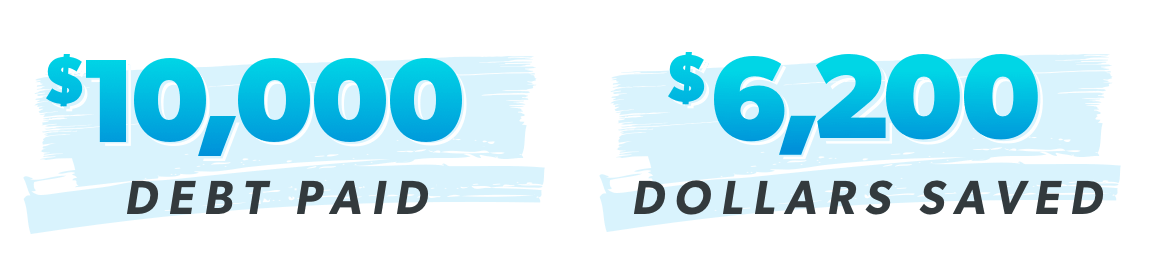 $10,000
DEBT PAID
$6,200
DOLLARS SAVED